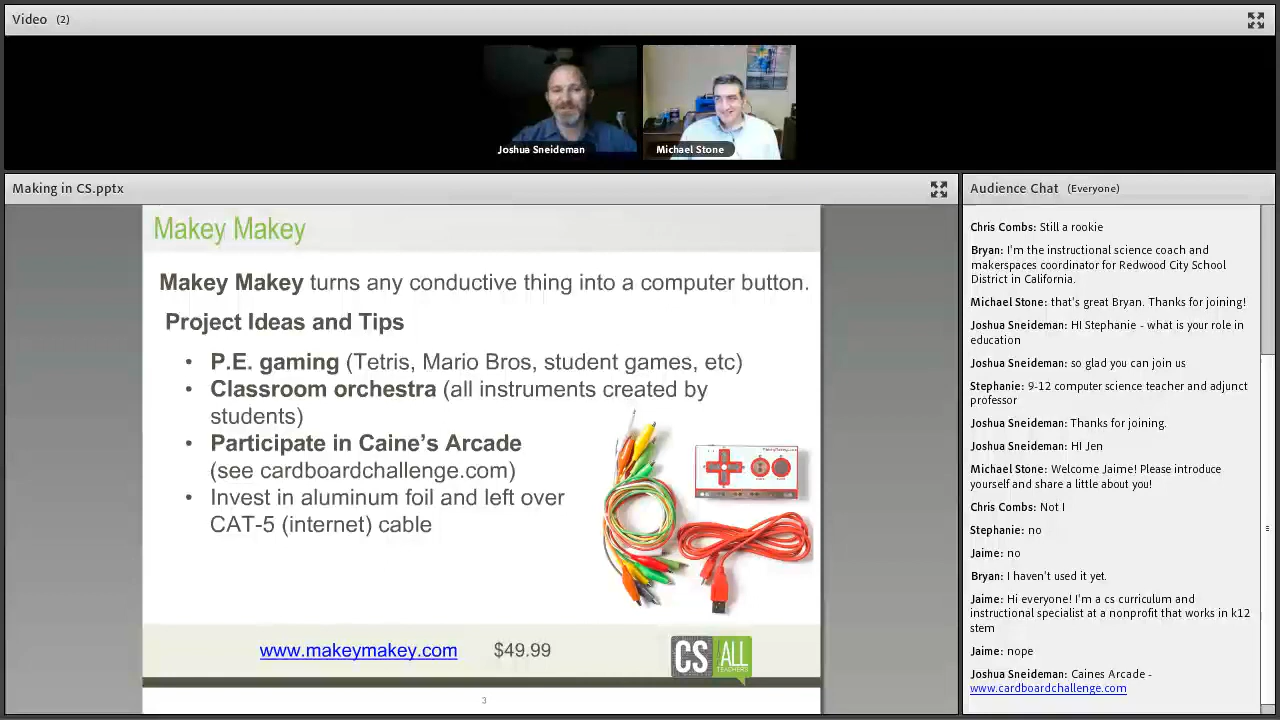 Video (2)
Joshua Sneideman
Michael Stone
Making in CS.pptx
Makey Makey
Makey Makey turns any conductive thing into a computer button.
Project Ideas and Tips
• P.E. gaming (Tetris, Mario Bros, student games, etc)
• Classroom orchestra (all instruments created by
students)
• Participate in Caine's Arcade
(see cardboardchallenge.com)
• Invest in aluminum foil and left over
CAT-5 (internet) cable
www.makeymakey.com $49.99
CS ALL
TEACHERS
3
Audience Chat (Everyone)
Chris Combs: Still a rookie
Bryan: I'm the instructional science coach and
makerspaces coordinator for Redwood City School
District in California.
Michael Stone: that's great Bryan. Thanks for joining!
Joshua Sneideman: HI Stephanie - what is your role in
education
Joshua Sneideman: so glad you can join us
Stephanie: 9-12 computer science teacher and adjunct
professor
Joshua Sneideman: Thanks for joining.
Joshua Sneideman: HI Jen
Michael Stone: Welcome Jaime! Please introduce
yourself and share a little about you!
Chris Combs: Not I
Stephanie: no
Jaime: no
Bryan: I haven't used it yet.
Jaime: Hi everyone! I'm a cs curriculum and
instructional specialist at a nonprofit that works in k12
stem
Jaime: nope
Joshua Sneideman: Caines Arcade -
www.cardboardchallenge.com